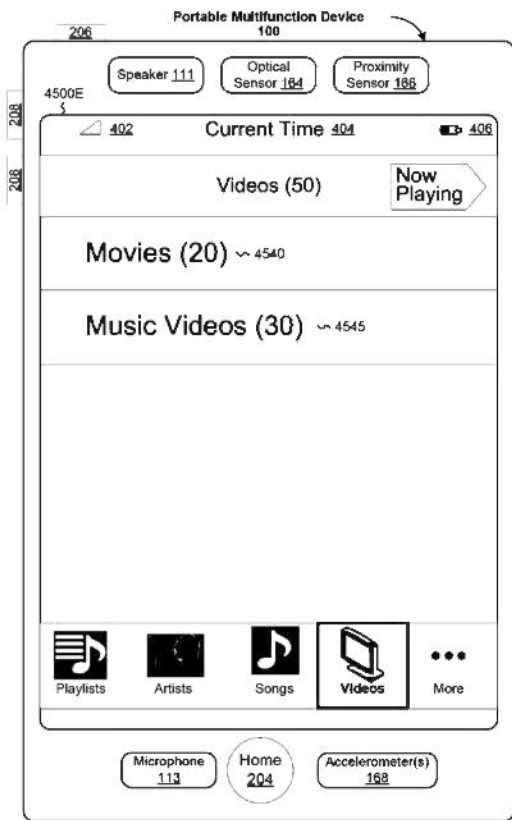 Portable Multifunction Device
100
206
Speaker 111
Optical
Sensor 164
Proximity
Sensor 166
4500E
208
402
Current Time 404
406
208
Videos (50)
Now
Playing
Movies (20) 4540
Music Videos (30) 4545
Playlists
Artists
Songs
Videos
More
Microphone
113
Home
204
Accelerometer(s)
168